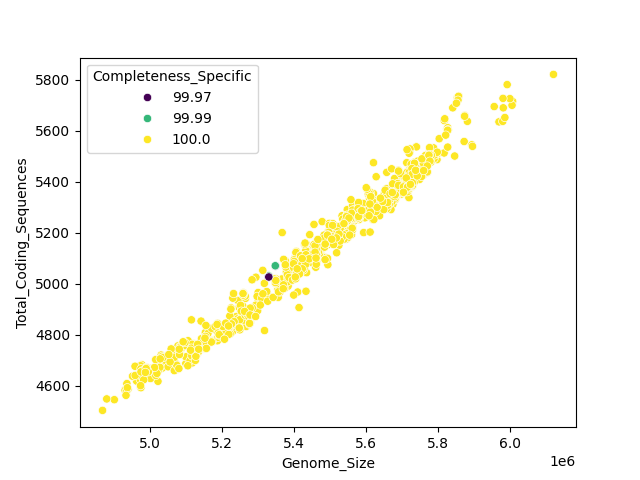 Completeness_Specific
99.97
99.99
100.0
Total_Coding_Sequences
5800
5600
5400
5200
5000
4800
4600
5.0 5.2 5.4 5.6 5.8 6.0
1e6
Genome_Size